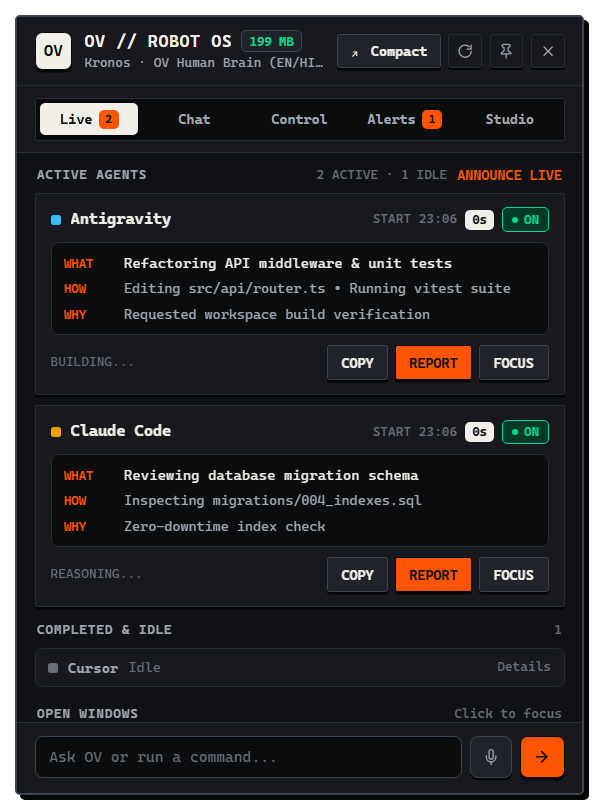 OV
OV // ROBOT OS 199 MB
Kronos · OV Human Brain (EN/HI…
Compact
Live 2 Chat Control Alerts 1 Studio
ACTIVE AGENTS 2 ACTIVE · 1 IDLE ANNOUNCE LIVE
Antigravity START 23:06 0s ON
WHAT Refactoring API middleware & unit tests
HOW Editing src/api/router.ts • Running vitest suite
WHY Requested workspace build verification
BUILDING... COPY REPORT FOCUS
Claude Code START 23:06 0s ON
WHAT Reviewing database migration schema
HOW Inspecting migrations/004_indexes.sql
WHY Zero-downtime index check
REASONING... COPY REPORT FOCUS
COMPLETED & IDLE 1
Cursor Idle Details
OPEN WINDOWS Click to focus
Ask OV or run a command...